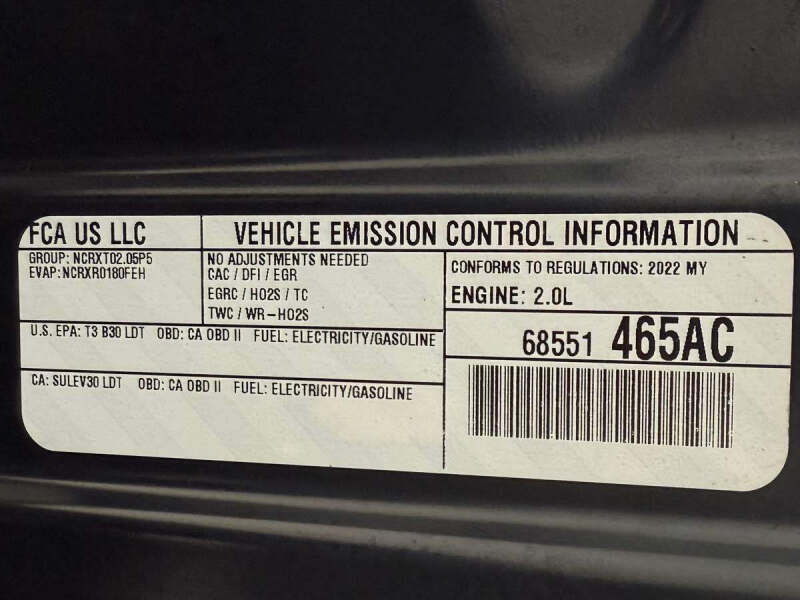 FCA US LLC
VEHICLE EMISSION CONTROL INFORMATION
GROUP: NCRXT02.05P5
EVAP: NCRXR0180FEH
NO ADJUSTMENTS NEEDED
CAC / DFI / EGR
EGRC / HO2S / TC
TWC / WR-HO2S
CONFORMS TO REGULATIONS: 2022 MY
ENGINE: 2.0L
U.S. EPA: T3 B30 LDT OBD: CA OBD II FUEL: ELECTRICITY/GASOLINE
CA: SULEV30 LDT OBD: CA OBD II FUEL: ELECTRICITY/GASOLINE
68551 465AC